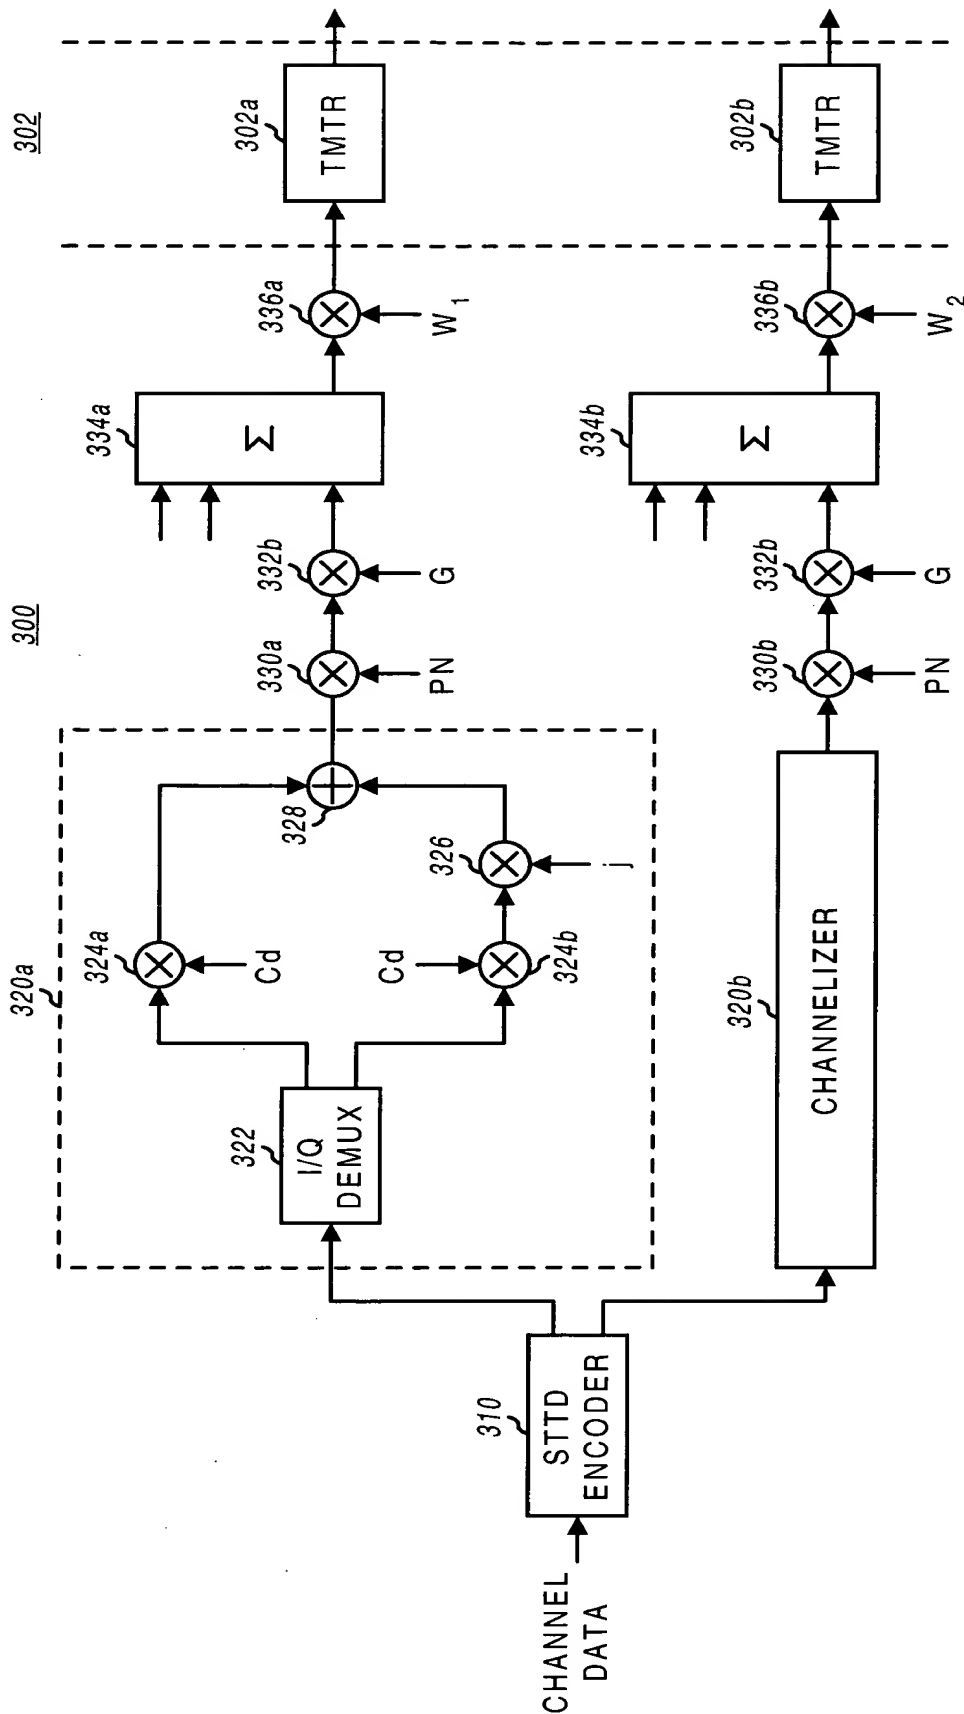 300
302
CHANNEL
DATA
310
STTD
ENCODER
320a
322
I/Q
DEMUX
324a
Cd
Cd
324b
326
j
328
330a
PN
332b
G
334a
Σ
336a
W1
302a
TMTR
320b
CHANNELIZER
330b
PN
332b
G
334b
Σ
336b
W2
302b
TMTR